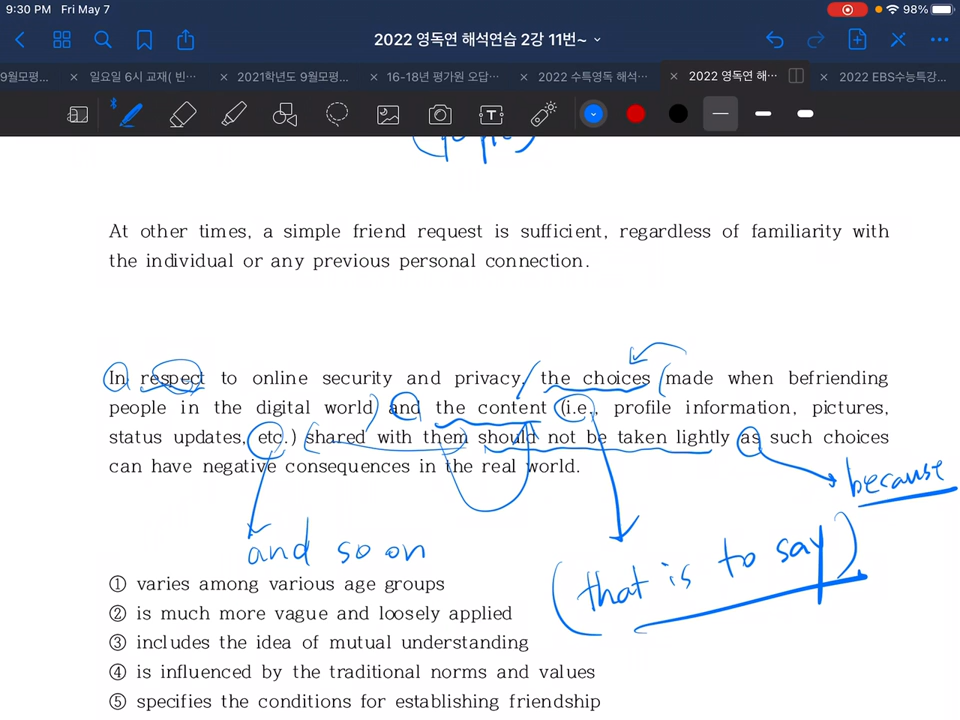 9:30 PM Fri May 7
98%
2022 영독연 해석연습 2강 11번~
9월모평...
일요일 6시 교재( 빈···
2021학년도 9월모평...
16-18년 평가원 오답···
2022 수특영독 해석···
2022 영독연 해···
2022 EBS수능특강...
At other times, a simple friend request is sufficient, regardless of familiarity with
the individual or any previous personal connection.
In respect to online security and privacy, the choices made when befriending
people in the digital world and the content (i.e., profile information, pictures,
status updates, etc.) shared with them should not be taken lightly as such choices
can have negative consequences in the real world.
because
and so on
(that is to say)
① varies among various age groups
② is much more vague and loosely applied
③ includes the idea of mutual understanding
④ is influenced by the traditional norms and values
⑤ specifies the conditions for establishing friendship